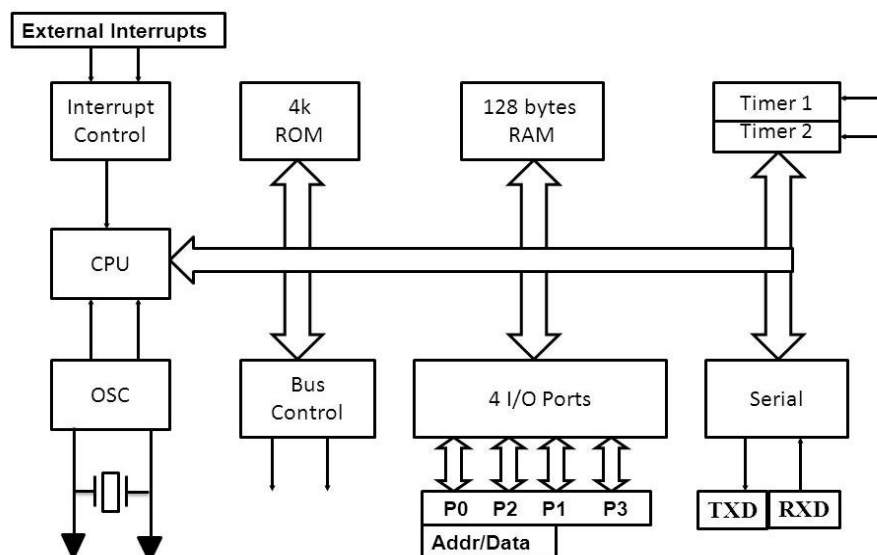 External Interrupts
Interrupt
Control
4k
ROM
128 bytes
RAM
Timer 1
Timer 2
CPU
OSC
Bus
Control
4 I/O Ports
Serial
P0 P2 P1 P3
Addr/Data
TXD RXD